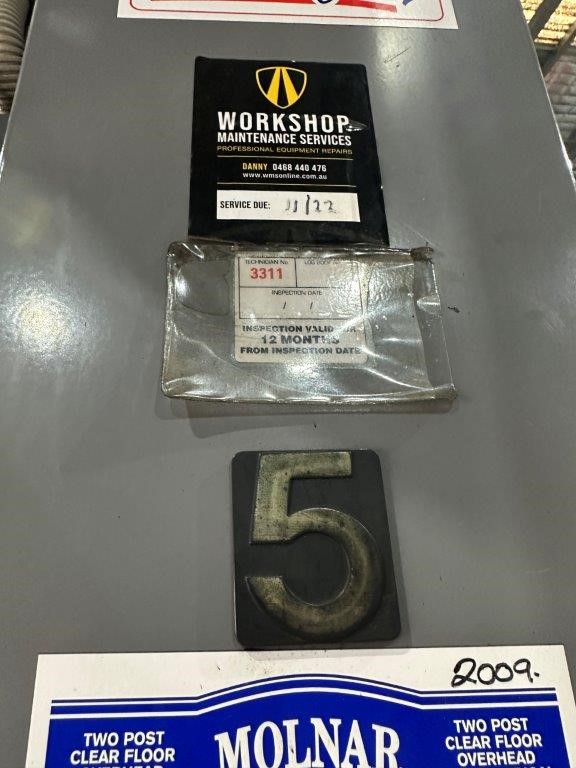 WORKSHOP
MAINTENANCE SERVICES
PROFESSIONAL EQUIPMENT REPAIRS
DANNY 0468 440 476
www.wmsonline.com.au
SERVICE DUE: 11/22
TECHNICIAN No.
3311
INSPECTION DATE
/ /
INSPECTION VALID FOR
12 MONTHS
FROM INSPECTION DATE
5
2009.
TWO POST
CLEAR FLOOR
OVERHEAD
MOLNAR
TWO POST
CLEAR FLOOR
OVERHEAD